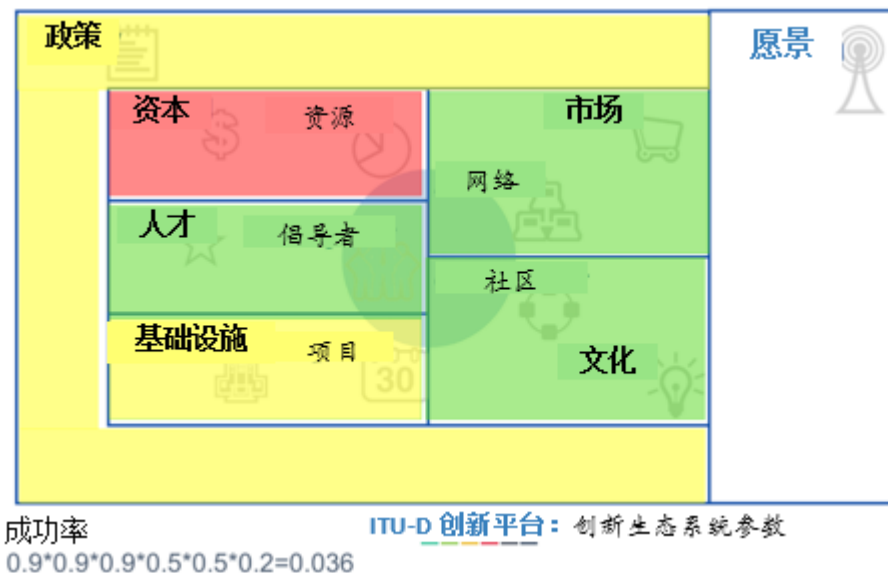 政策
愿景
资本
资源
市场
网络
人才
倡导者
社区
基础设施
项目
30
文化
成功率
ITU-D 创新平台：创新生态系统参数
0.9*0.9*0.9*0.5*0.5*0.2=0.036